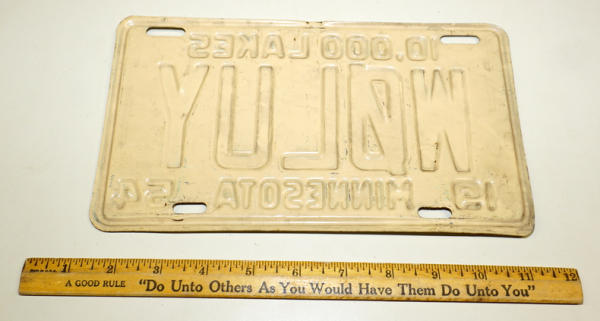 10,000 LAKES
WØLUY
19 MINNESOTA 54
1 2 3 4 5 6 7 8 9 10 11 12
A GOOD RULE "Do Unto Others As You Would Have Them Do Unto You"